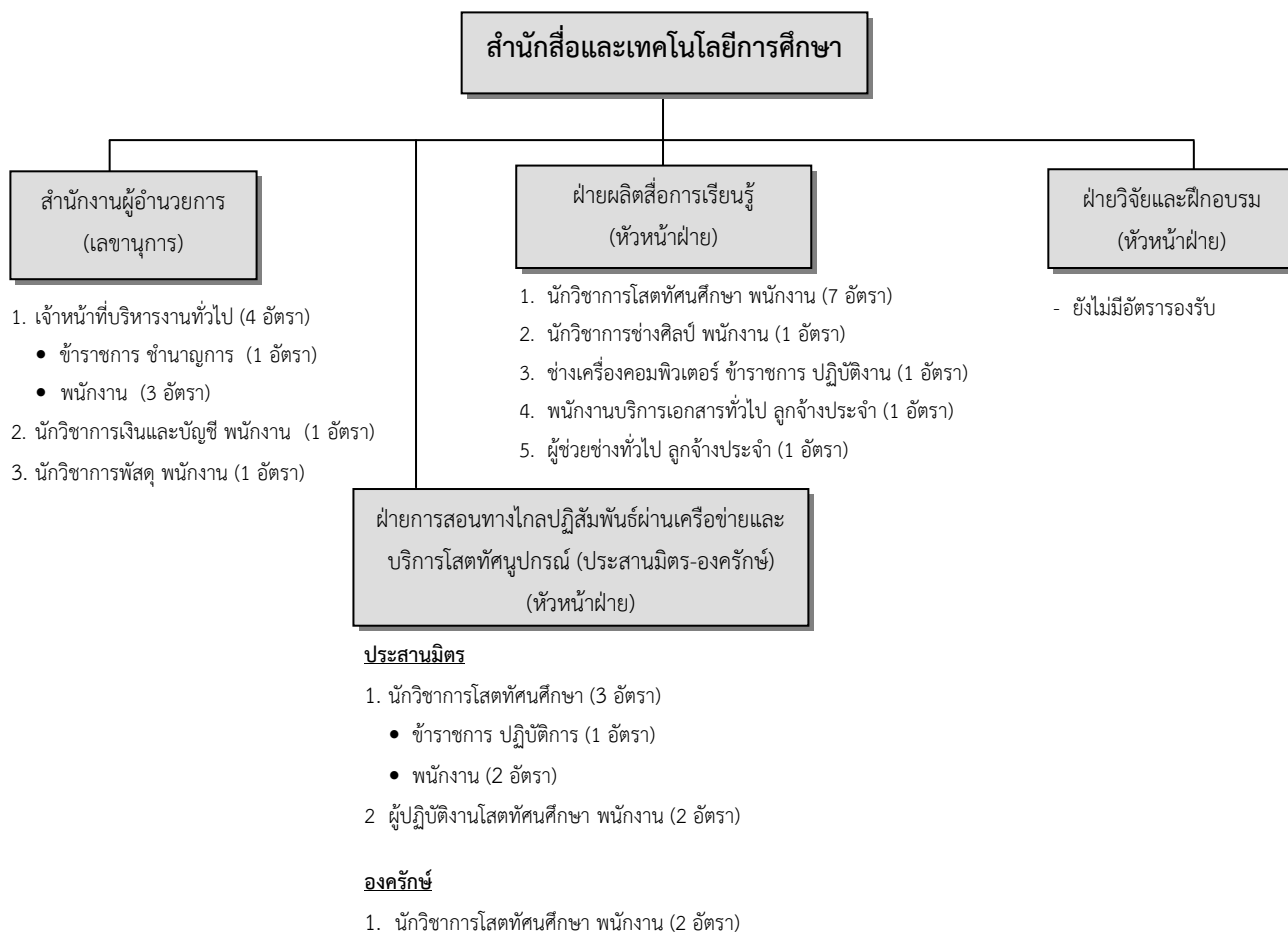 สำนักสื่อและเทคโนโลยีการศึกษา
สำนักงานผู้อำนวยการ
(เลขานุการ)
1. เจ้าหน้าที่บริหารงานทั่วไป (4 อัตรา)
• ข้าราชการ ชำนาญการ (1 อัตรา)
• พนักงาน (3 อัตรา)
2. นักวิชาการเงินและบัญชี พนักงาน (1 อัตรา)
3. นักวิชาการพัสดุ พนักงาน (1 อัตรา)
ฝ่ายผลิตสื่อการเรียนรู้
(หัวหน้าฝ่าย)
1. นักวิชาการโสตทัศนศึกษา พนักงาน (7 อัตรา)
2. นักวิชาการช่างศิลป์ พนักงาน (1 อัตรา)
3. ช่างเครื่องคอมพิวเตอร์ ข้าราชการ ปฏิบัติงาน (1 อัตรา)
4. พนักงานบริการเอกสารทั่วไป ลูกจ้างประจำ (1 อัตรา)
5. ผู้ช่วยช่างทั่วไป ลูกจ้างประจำ (1 อัตรา)
ฝ่ายวิจัยและฝึกอบรม
(หัวหน้าฝ่าย)
- ยังไม่มีอัตรารองรับ
ฝ่ายการสอนทางไกลปฏิสัมพันธ์ผ่านเครือข่ายและ
บริการโสตทัศนูปกรณ์ (ประสานมิตร-องครักษ์)
(หัวหน้าฝ่าย)
ประสานมิตร
1. นักวิชาการโสตทัศนศึกษา (3 อัตรา)
• ข้าราชการ ปฏิบัติการ (1 อัตรา)
• พนักงาน (2 อัตรา)
2 ผู้ปฏิบัติงานโสตทัศนศึกษา พนักงาน (2 อัตรา)
องครักษ์
1. นักวิชาการโสตทัศนศึกษา พนักงาน (2 อัตรา)